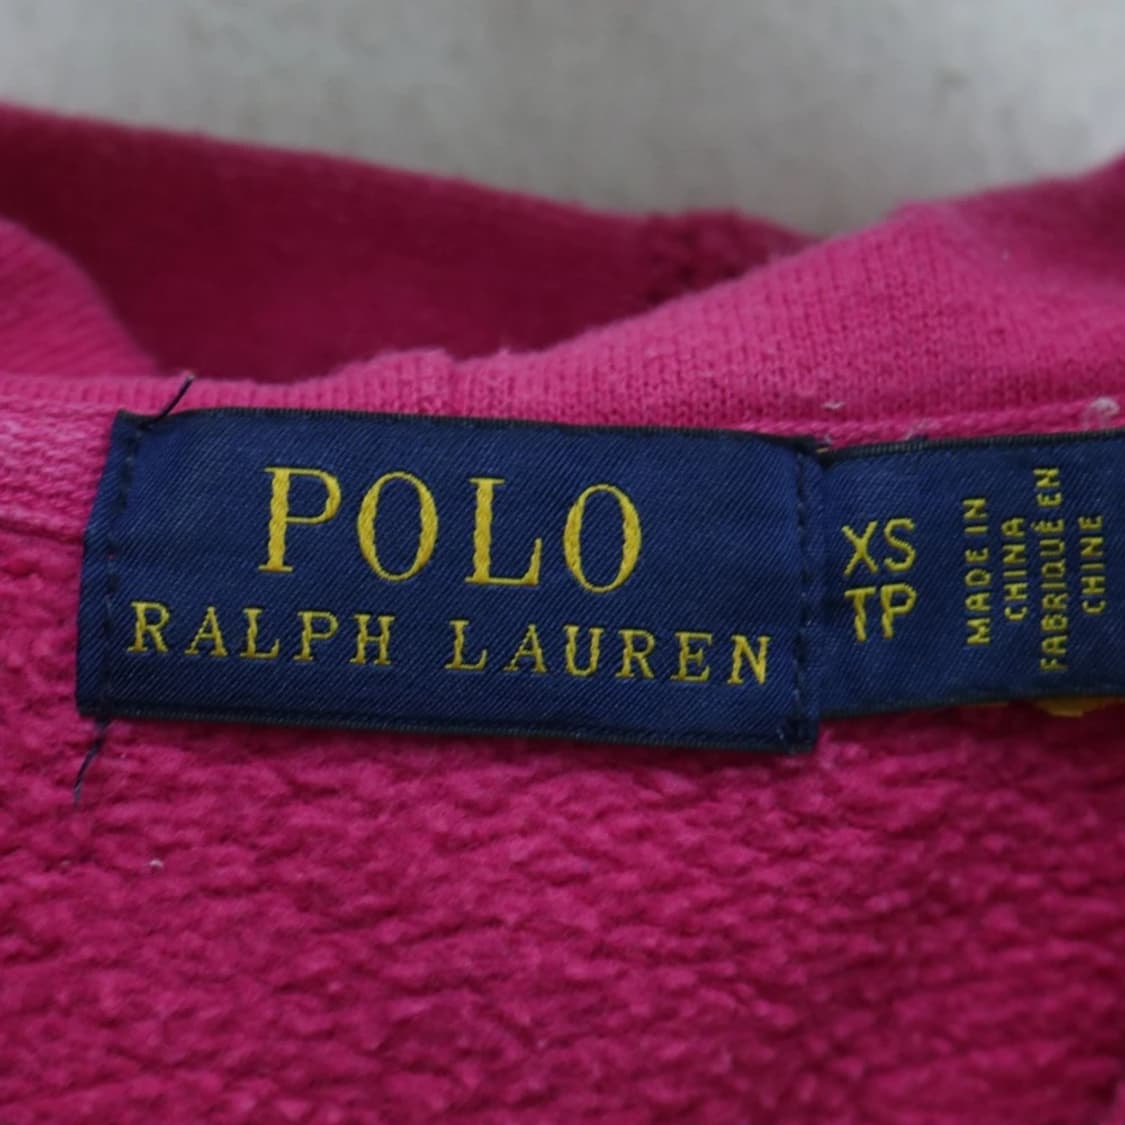 POLO
RALPH LAUREN
XS
TP
MADE IN
CHINA
FABRIQUÉ EN
CHINE